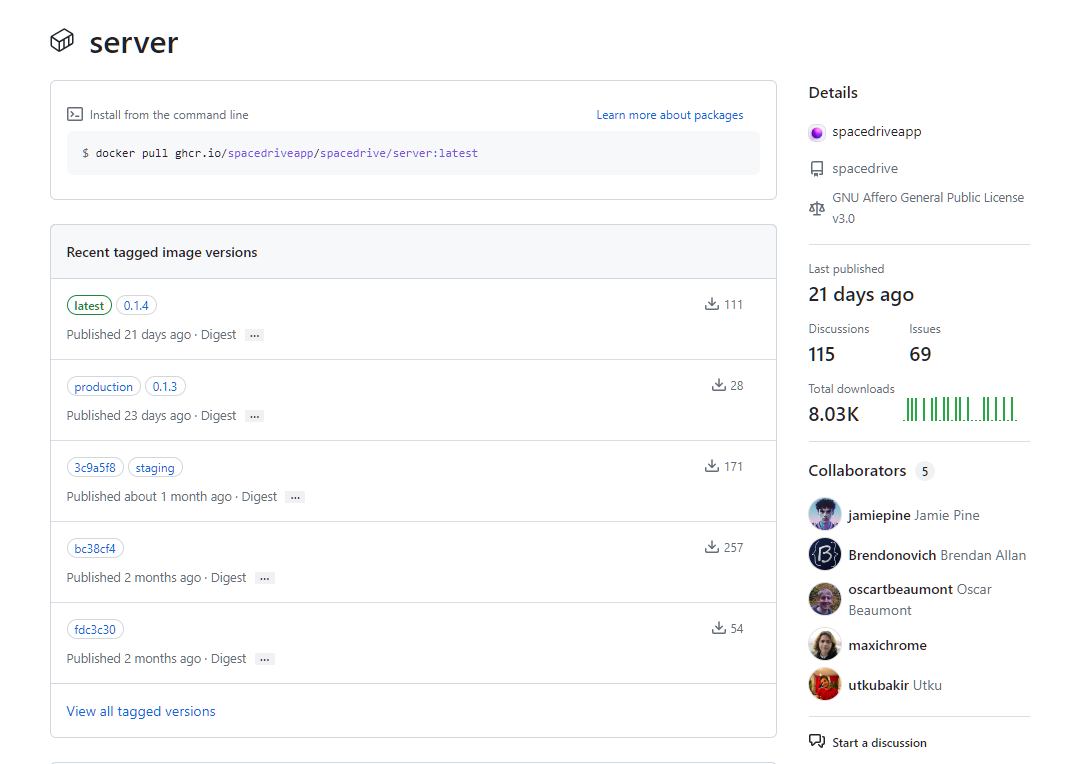 server
Install from the command line
Learn more about packages
$ docker pull ghcr.io/spacedriveapp/spacedrive/server:latest
Recent tagged image versions
latest 0.1.4
111
Published 21 days ago · Digest ...
production 0.1.3
28
Published 23 days ago · Digest ...
3c9a5f8 staging
171
Published about 1 month ago · Digest ...
bc38cf4
257
Published 2 months ago · Digest ...
fdc3c30
54
Published 2 months ago · Digest ...
View all tagged versions
Details
spacedriveapp
spacedrive
GNU Affero General Public License
v3.0
Last published
21 days ago
Discussions Issues
115 69
Total downloads
8.03K
Collaborators 5
jamiepine Jamie Pine
Brendonovich Brendan Allan
oscartbeaumont Oscar
Beaumont
maxichrome
utkubakir Utku
Start a discussion